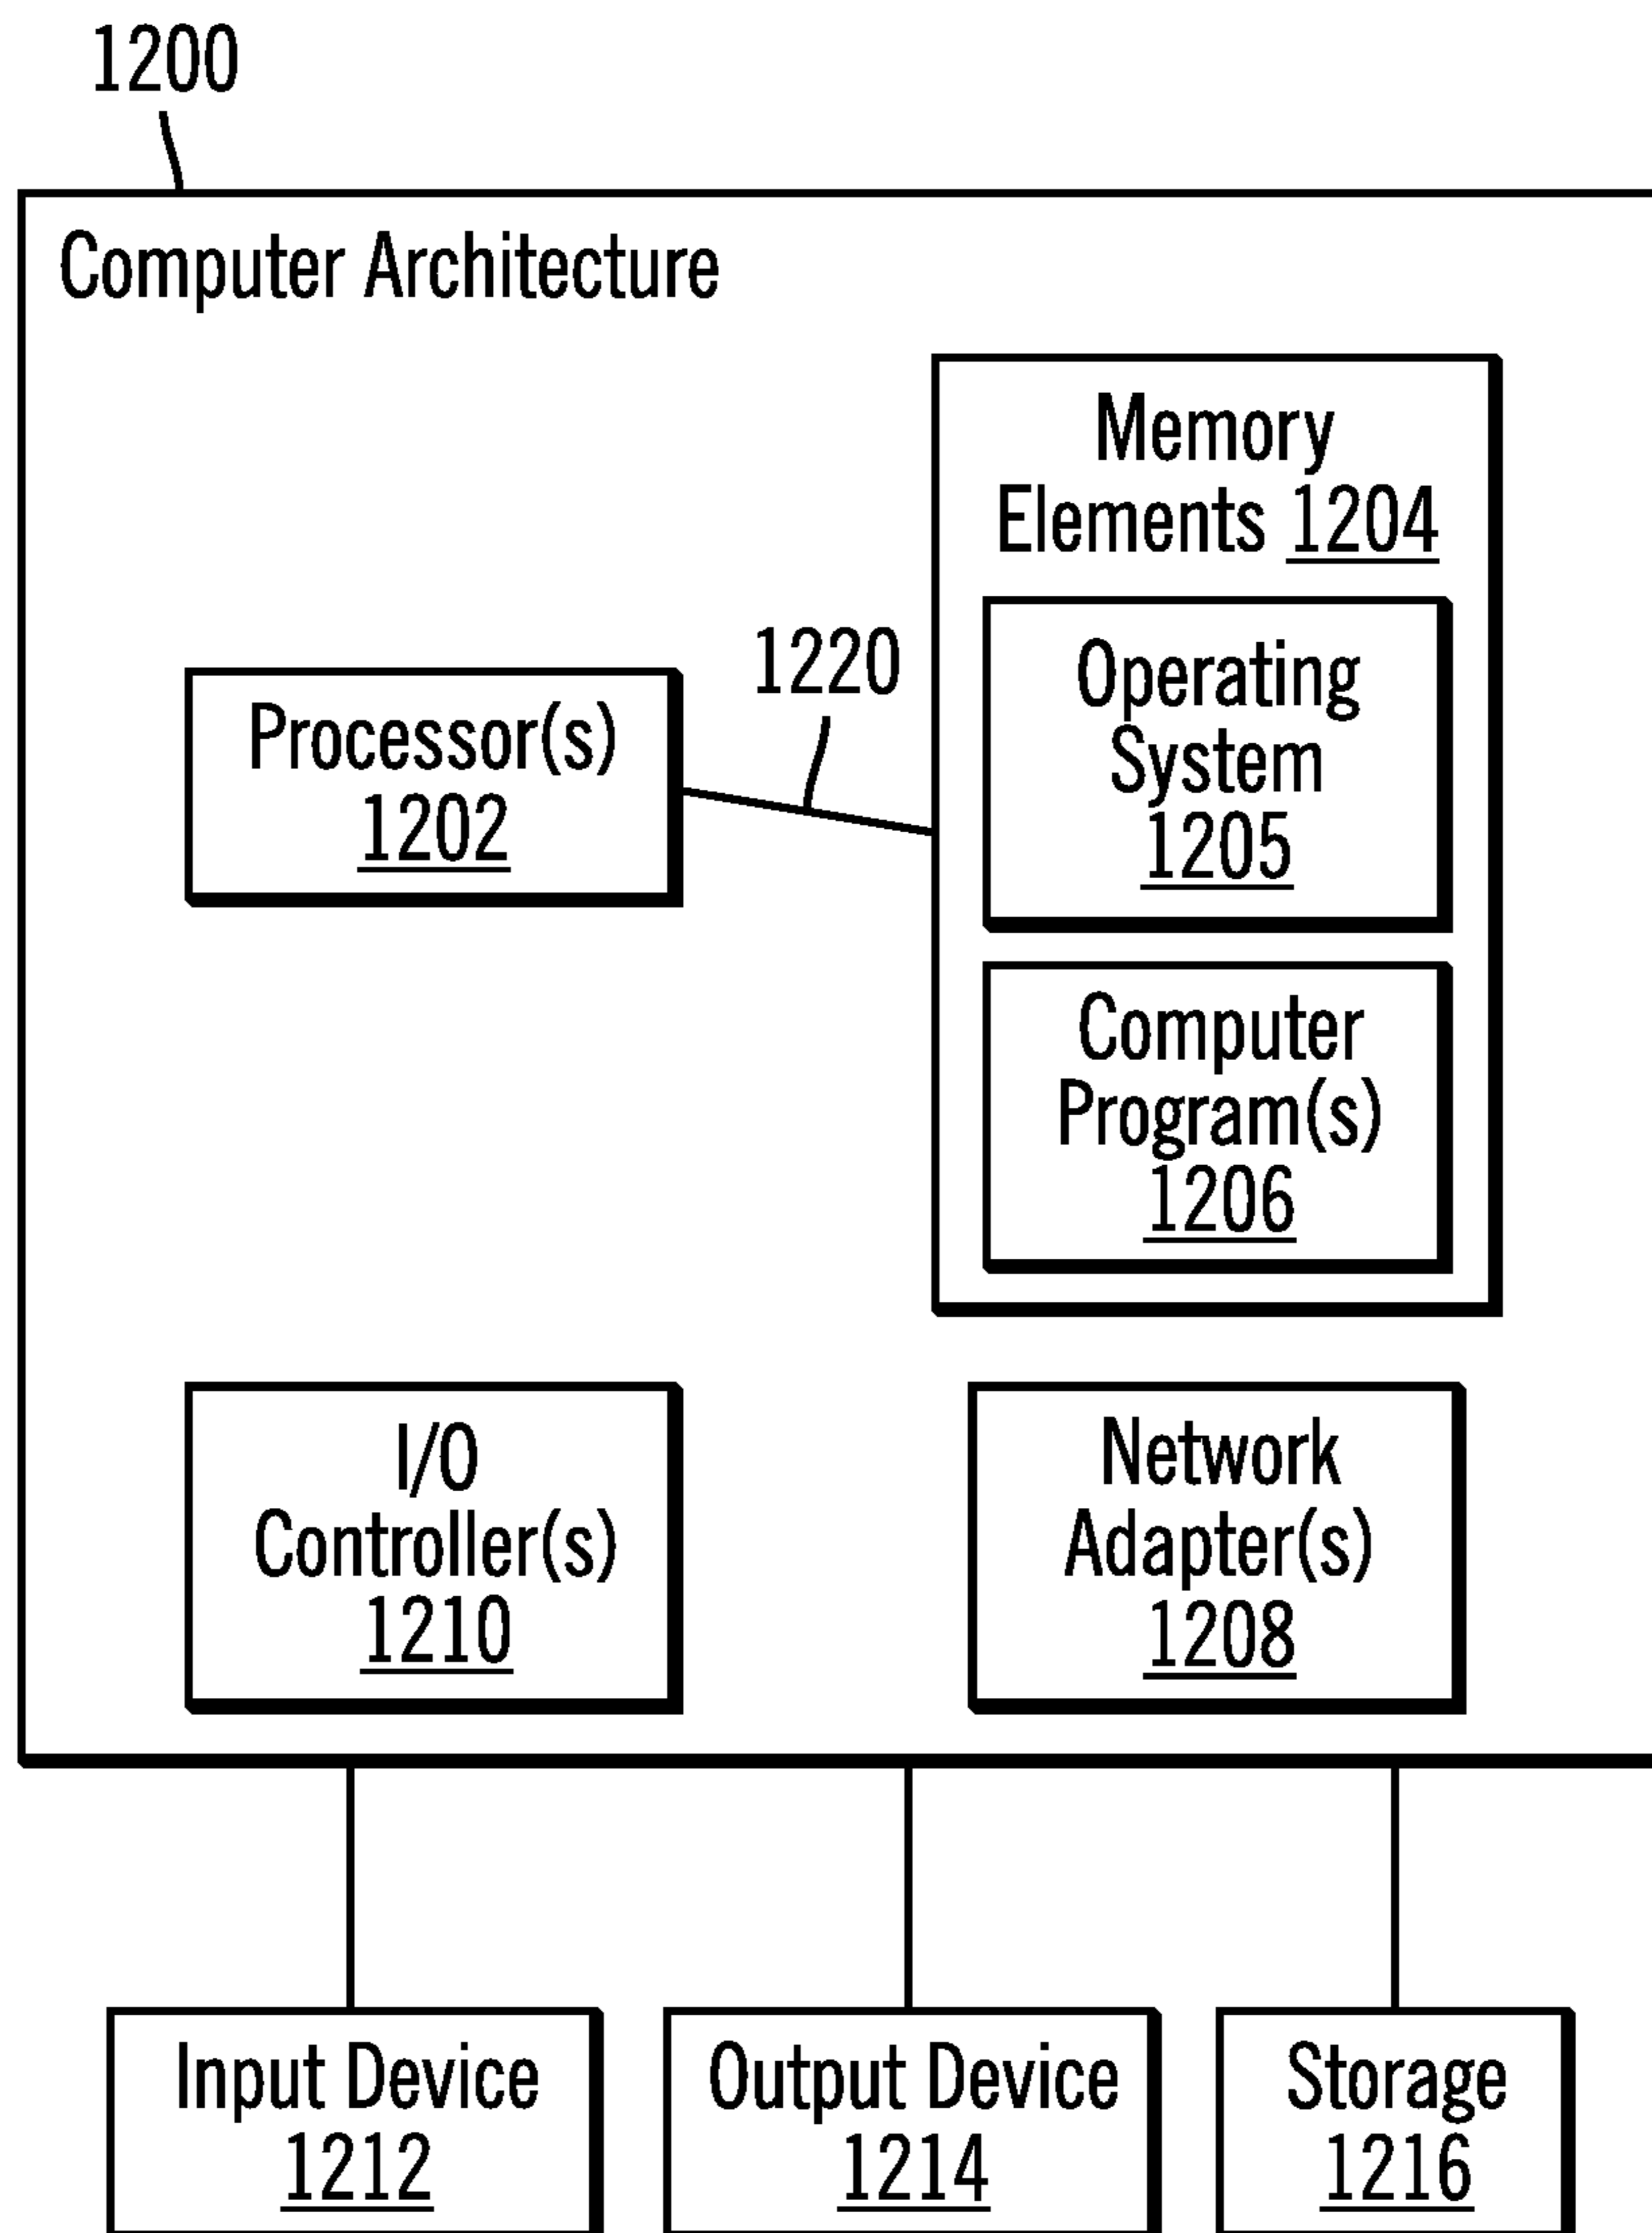 1200
Computer Architecture
Memory
Elements 1204
1220
Operating
System
1205
Processor(s)
1202
Computer
Program(s)
1206
I/O
Controller(s)
1210
Network
Adapter(s)
1208
Input Device
1212
Output Device
1214
Storage
1216